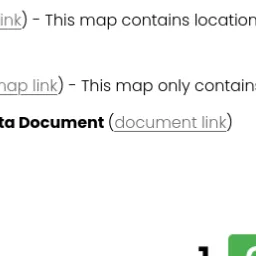 ink) - This map contains location
map link) - This map only contains
ta Document (document link)
1